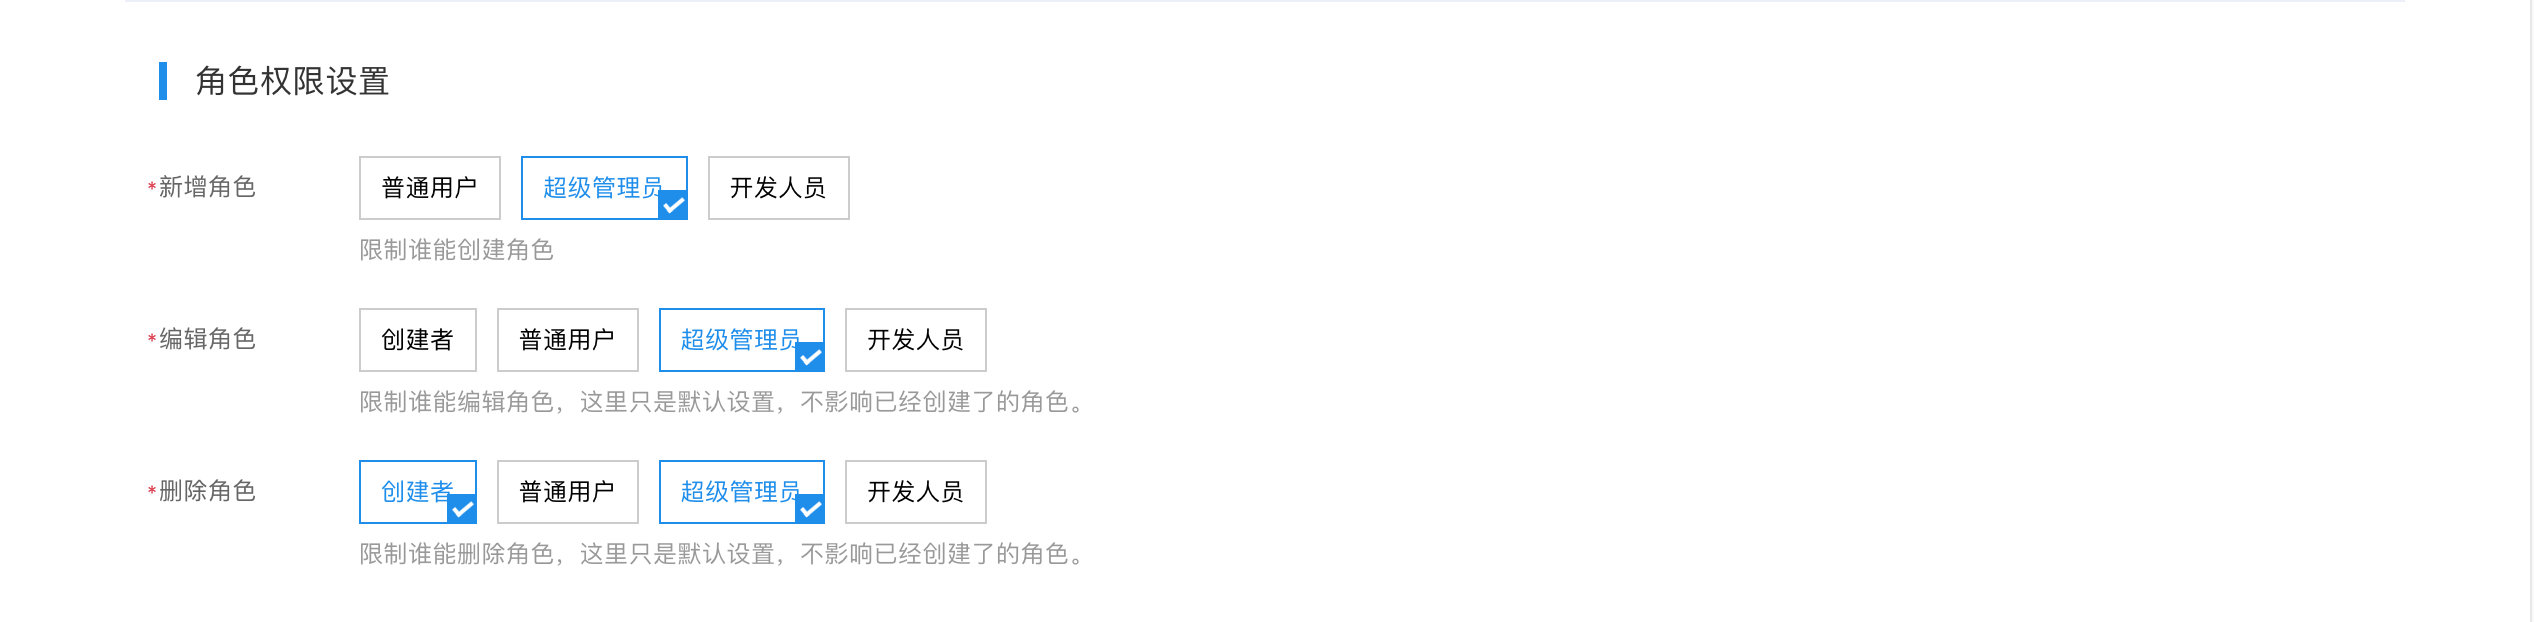 角色权限设置
*新增角色 普通用户 超级管理员 开发人员
限制谁能创建角色
*编辑角色 创建者 普通用户 超级管理员 开发人员
限制谁能编辑角色，这里只是默认设置，不影响已经创建了的角色。
*删除角色 创建者 普通用户 超级管理员 开发人员
限制谁能删除角色，这里只是默认设置，不影响已经创建了的角色。